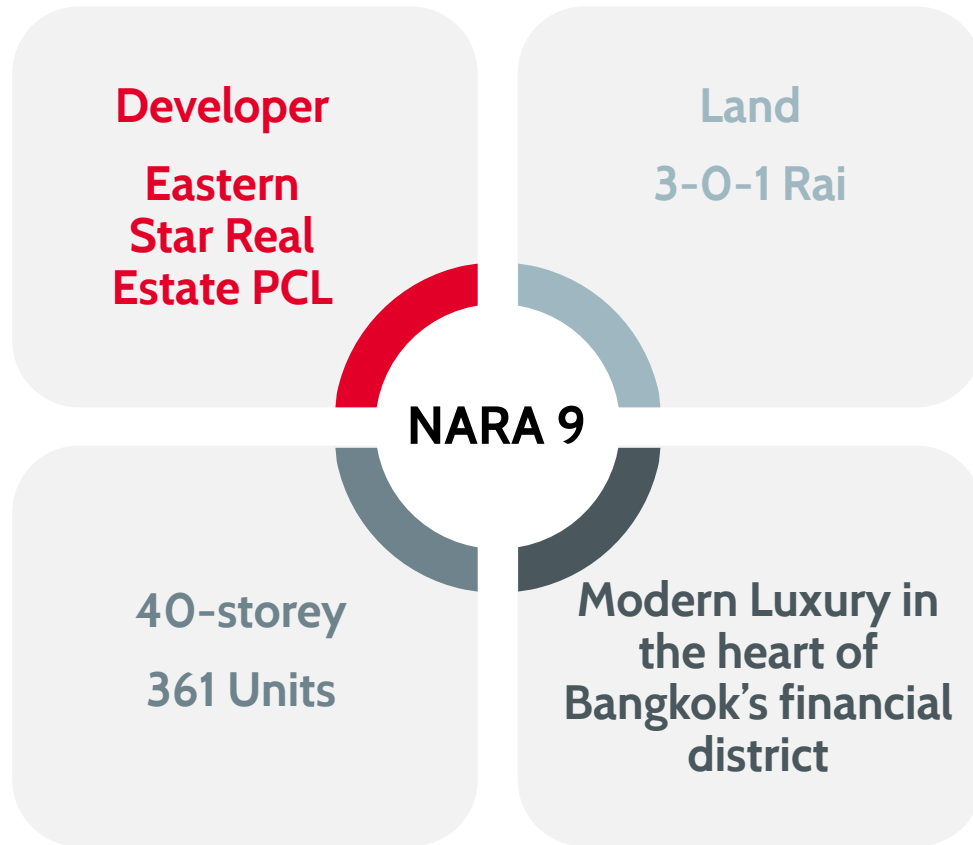 Developer
Eastern
Star Real
Estate PCL
Land
3-0-1 Rai
NARA 9
40-storey
361 Units
Modern Luxury in
the heart of
Bangkok’s financial
district